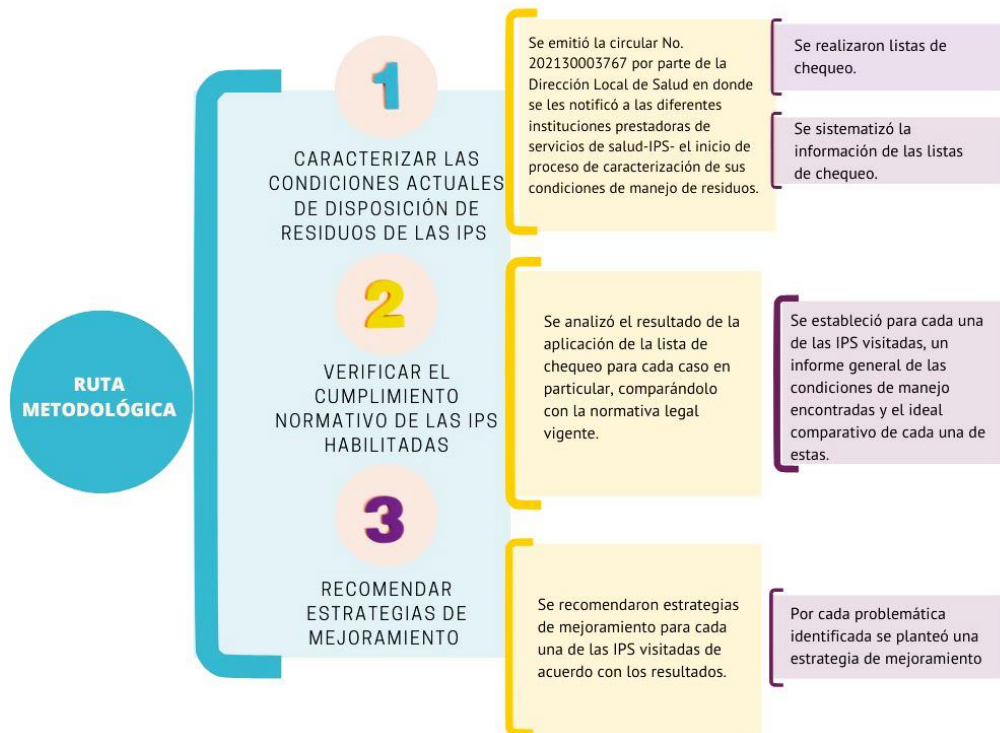 RUTA
METODOLÓGICA
1
CARACTERIZAR LAS
CONDICIONES ACTUALES
DE DISPOSICIÓN DE
RESIDUOS DE LAS IPS
Se emitió la circular No.
202130003767 por parte de la
Dirección Local de Salud en donde
se les notificó a las diferentes
instituciones prestadoras de
servicios de salud-IPS- el inicio de
proceso de caracterización de sus
condiciones de manejo de residuos.
Se realizaron listas de
chequeo.
Se sistematizó la
información de las listas
de chequeo.
2
VERIFICAR EL
CUMPLIMIENTO
NORMATIVO DE LAS IPS
HABILITADAS
Se analizó el resultado de la
aplicación de la lista de
chequeo para cada caso en
particular, comparándolo
con la normativa legal
vigente.
Se estableció para cada una
de las IPS visitadas, un
informe general de las
condiciones de manejo
encontradas y el ideal
comparativo de cada una de
estas.
3
RECOMENDAR
ESTRATEGIAS DE
MEJORAMIENTO
Se recomendaron estrategias
de mejoramiento para cada
una de las IPS visitadas de
acuerdo con los resultados.
Por cada problemática
identificada se planteó una
estrategia de mejoramiento